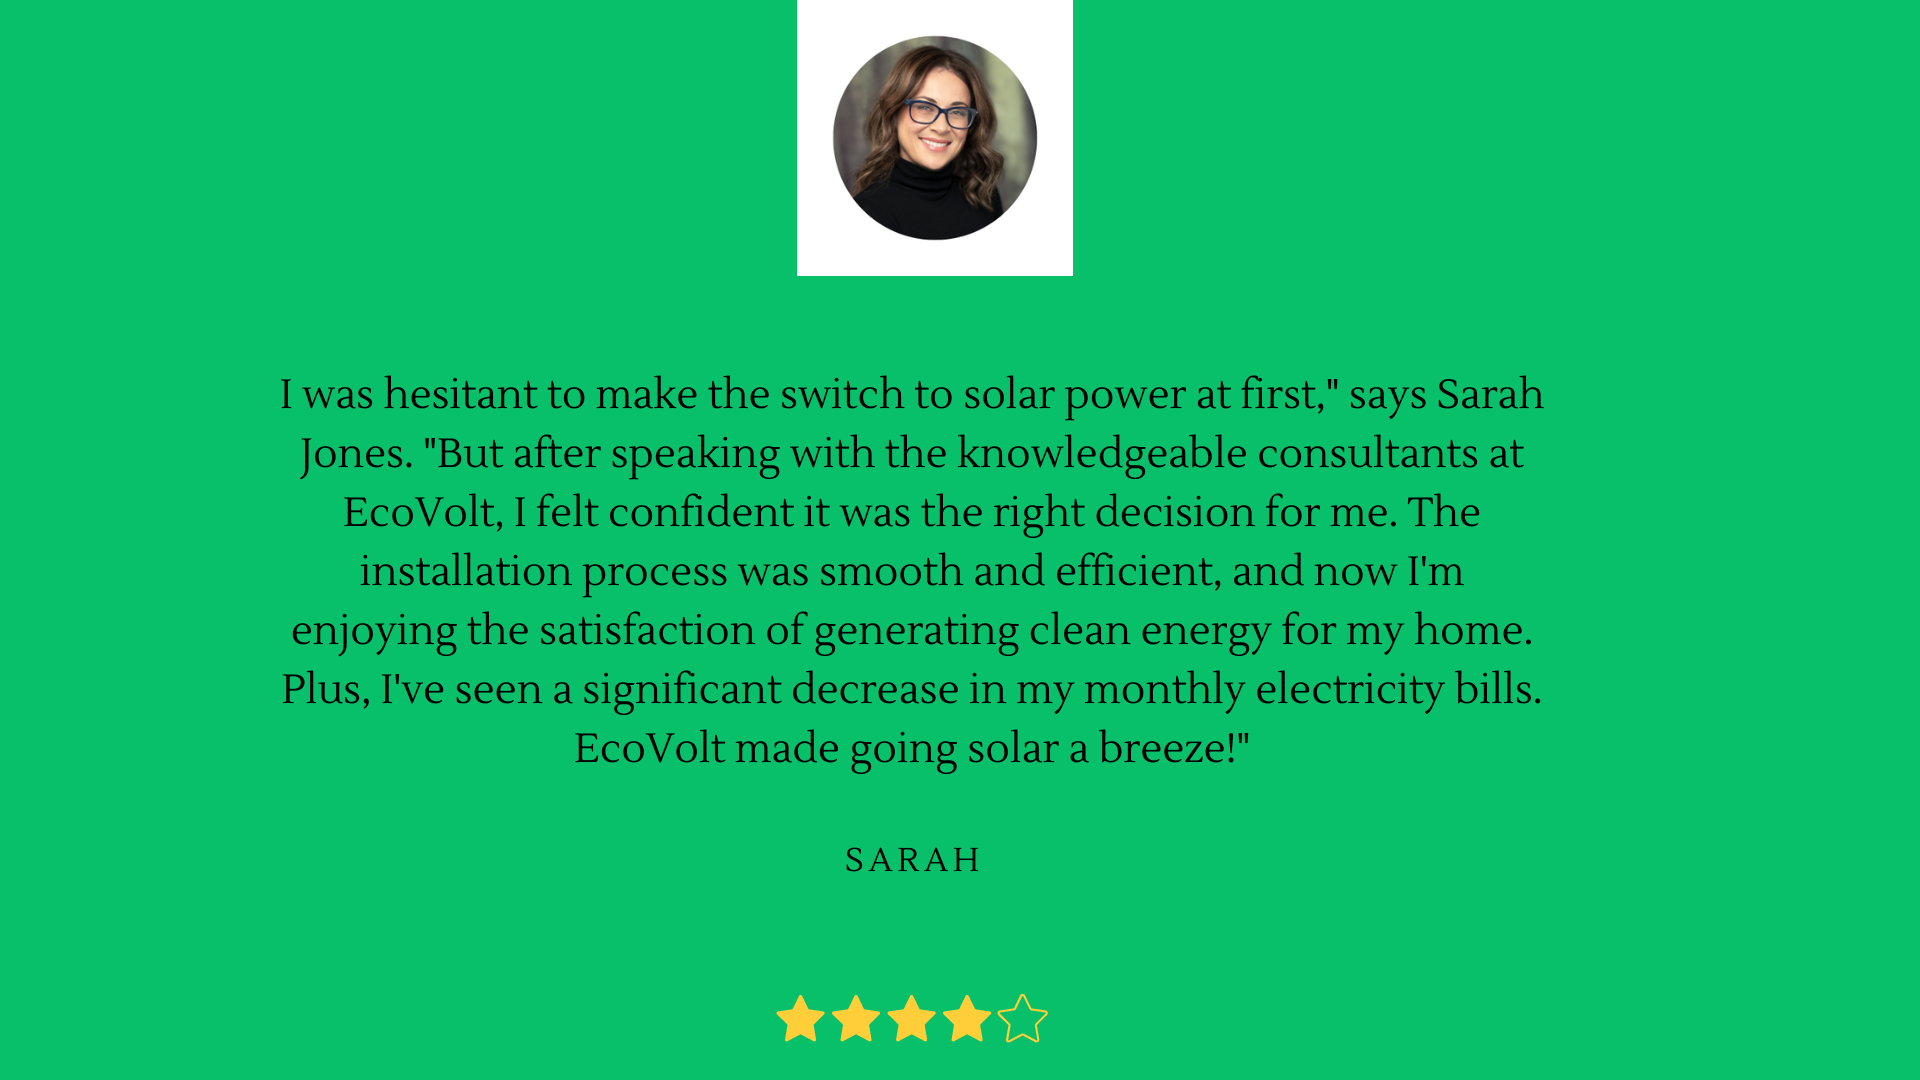 I was hesitant to make the switch to solar power at first," says Sarah
Jones. "But after speaking with the knowledgeable consultants at
EcoVolt, I felt confident it was the right decision for me. The
installation process was smooth and efficient, and now I'm
enjoying the satisfaction of generating clean energy for my home.
Plus, I've seen a significant decrease in my monthly electricity bills.
EcoVolt made going solar a breeze!"
SARAH